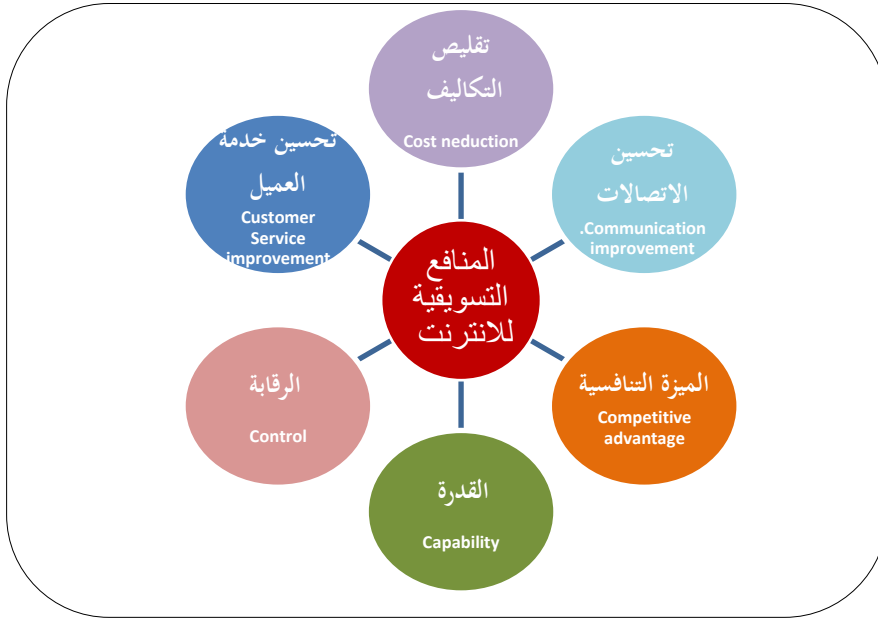 تقليص
التكاليف
Cost neduction
تحسين
الاتصالات
.Communication
improvement
الميزة التنافسية
Competitive
advantage
القدرة
Capability
الرقابة
Control
تحسين خدمة
العميل
Customer
Service
improvement
المنافع
التسويقية
للانترنت